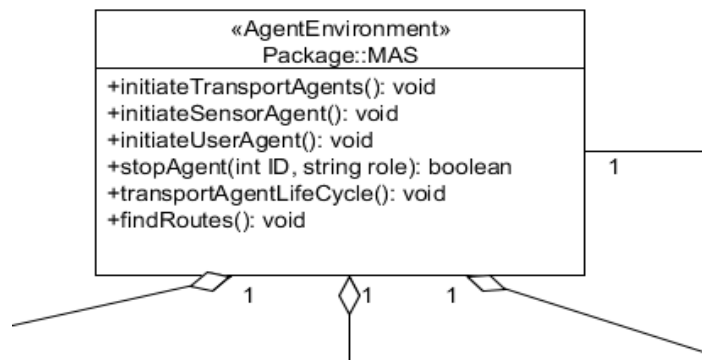 «AgentEnvironment»
Package::MAS
+initiateTransportAgents(): void
+initiateSensorAgent(): void
+initiateUserAgent(): void
+stopAgent(int ID, string role): boolean
+transportAgentLifeCycle(): void
+findRoutes(): void
1
1
1
1